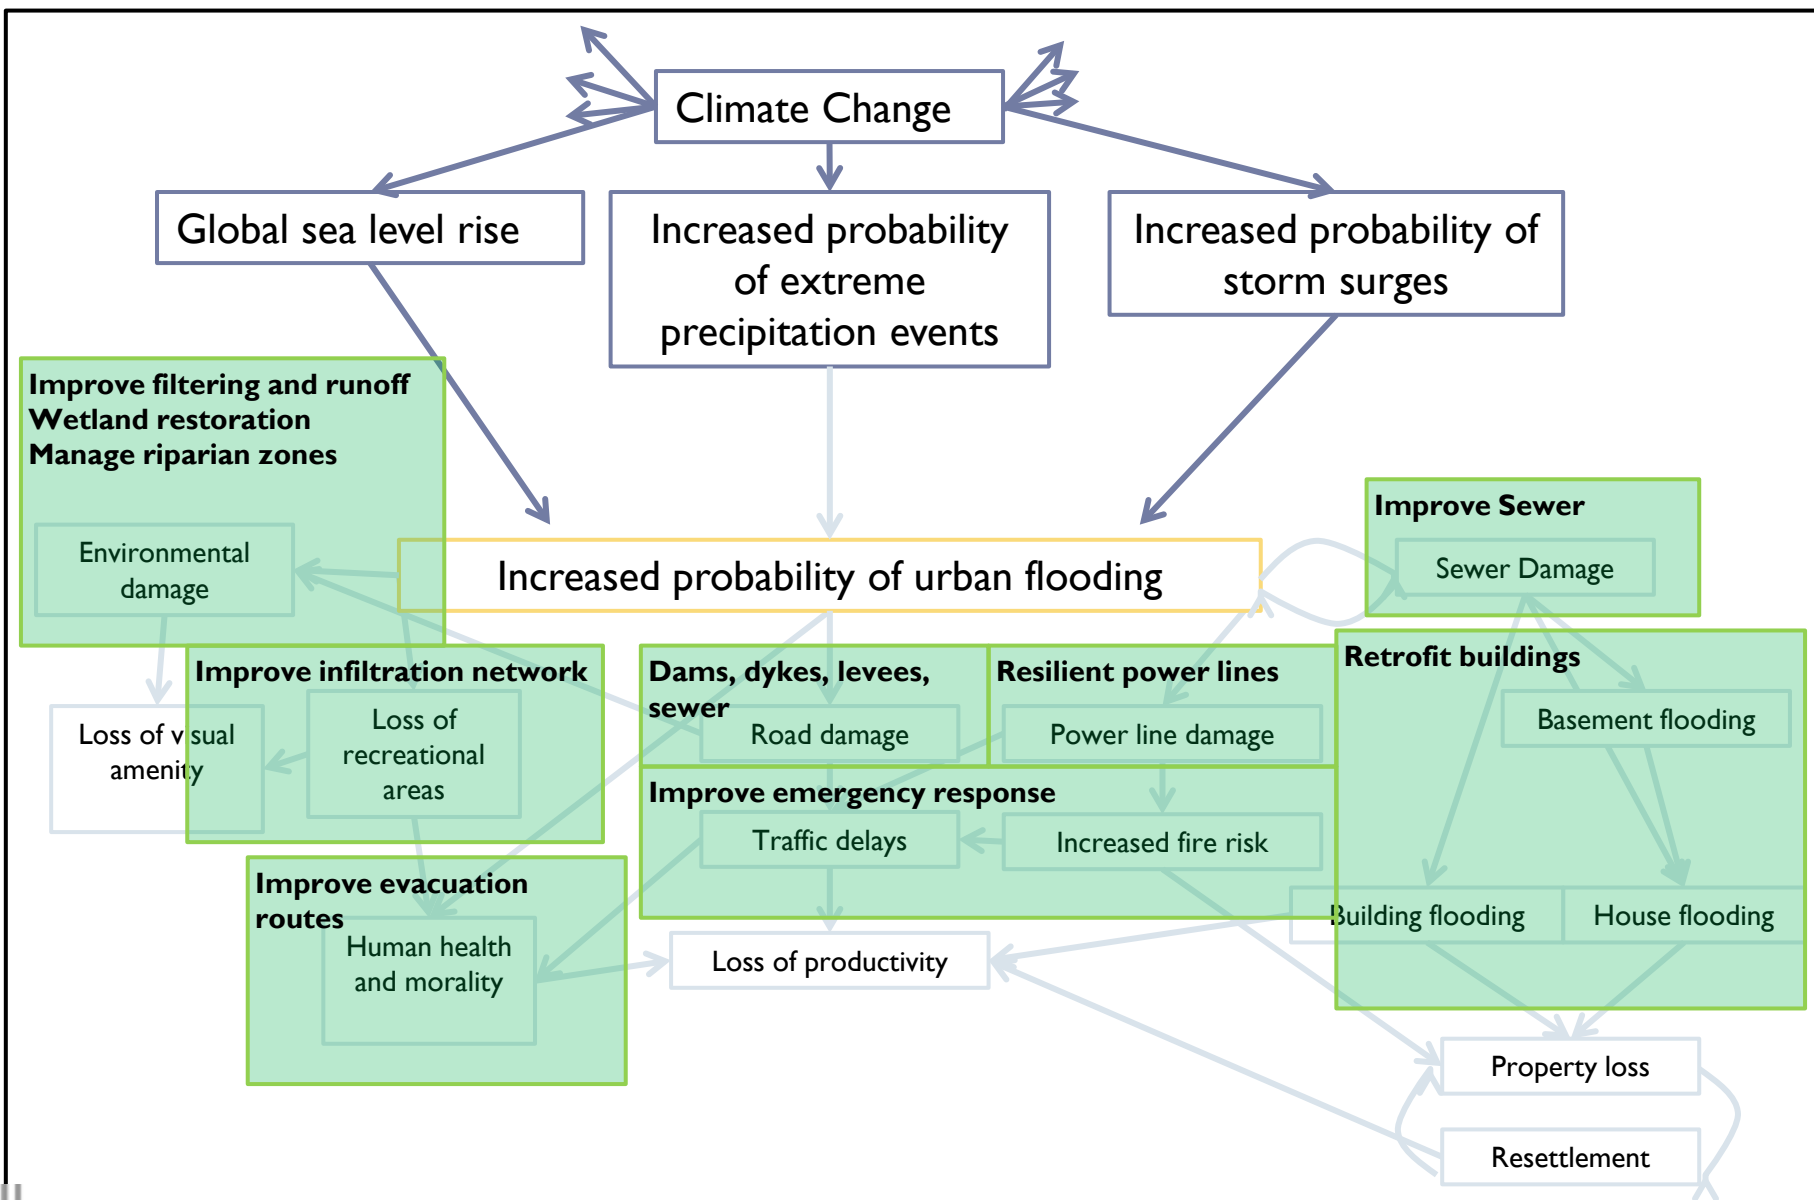 Climate Change
Global sea level rise
Increased probability
of extreme
precipitation events
Increased probability of
storm surges
Improve filtering and runoff
Wetland restoration
Manage riparian zones
Improve Sewer
Environmental
damage
Increased probability of urban flooding
Sewer Damage
Improve infiltration network
Dams, dykes, levees,
sewer
Resilient power lines
Retrofit buildings
Loss of visual
amenity
Loss of
recreational
areas
Road damage
Power line damage
Basement flooding
Improve emergency response
Traffic delays
Increased fire risk
Improve evacuation
routes
Human health
and morality
Loss of productivity
Building flooding
House flooding
Property loss
Resettlement